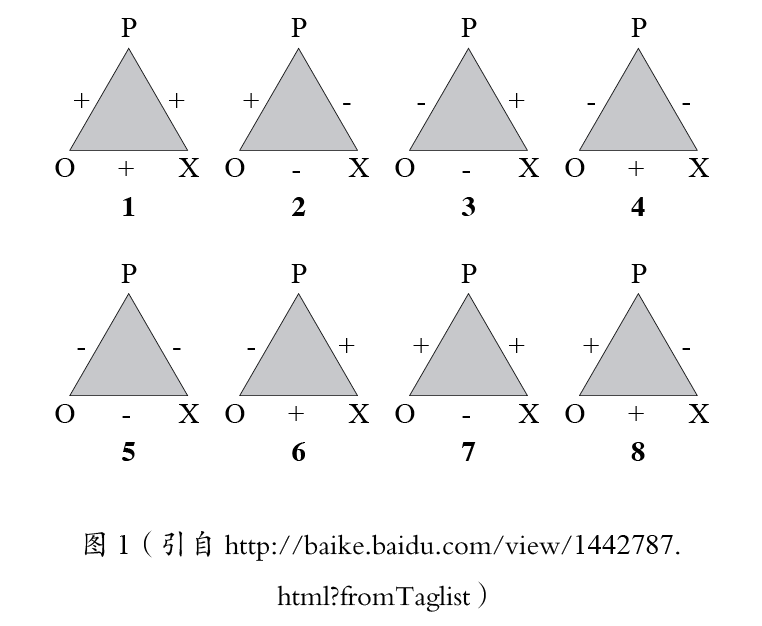 P P P P
+ + + - - + - -
O + X O - X O - X O + X
1 2 3 4
P P P P
- - - + + + + -
O - X O + X O - X O + X
5 6 7 8
图 1（引自 http://baike.baidu.com/view/1442787.
html?fromTaglist）